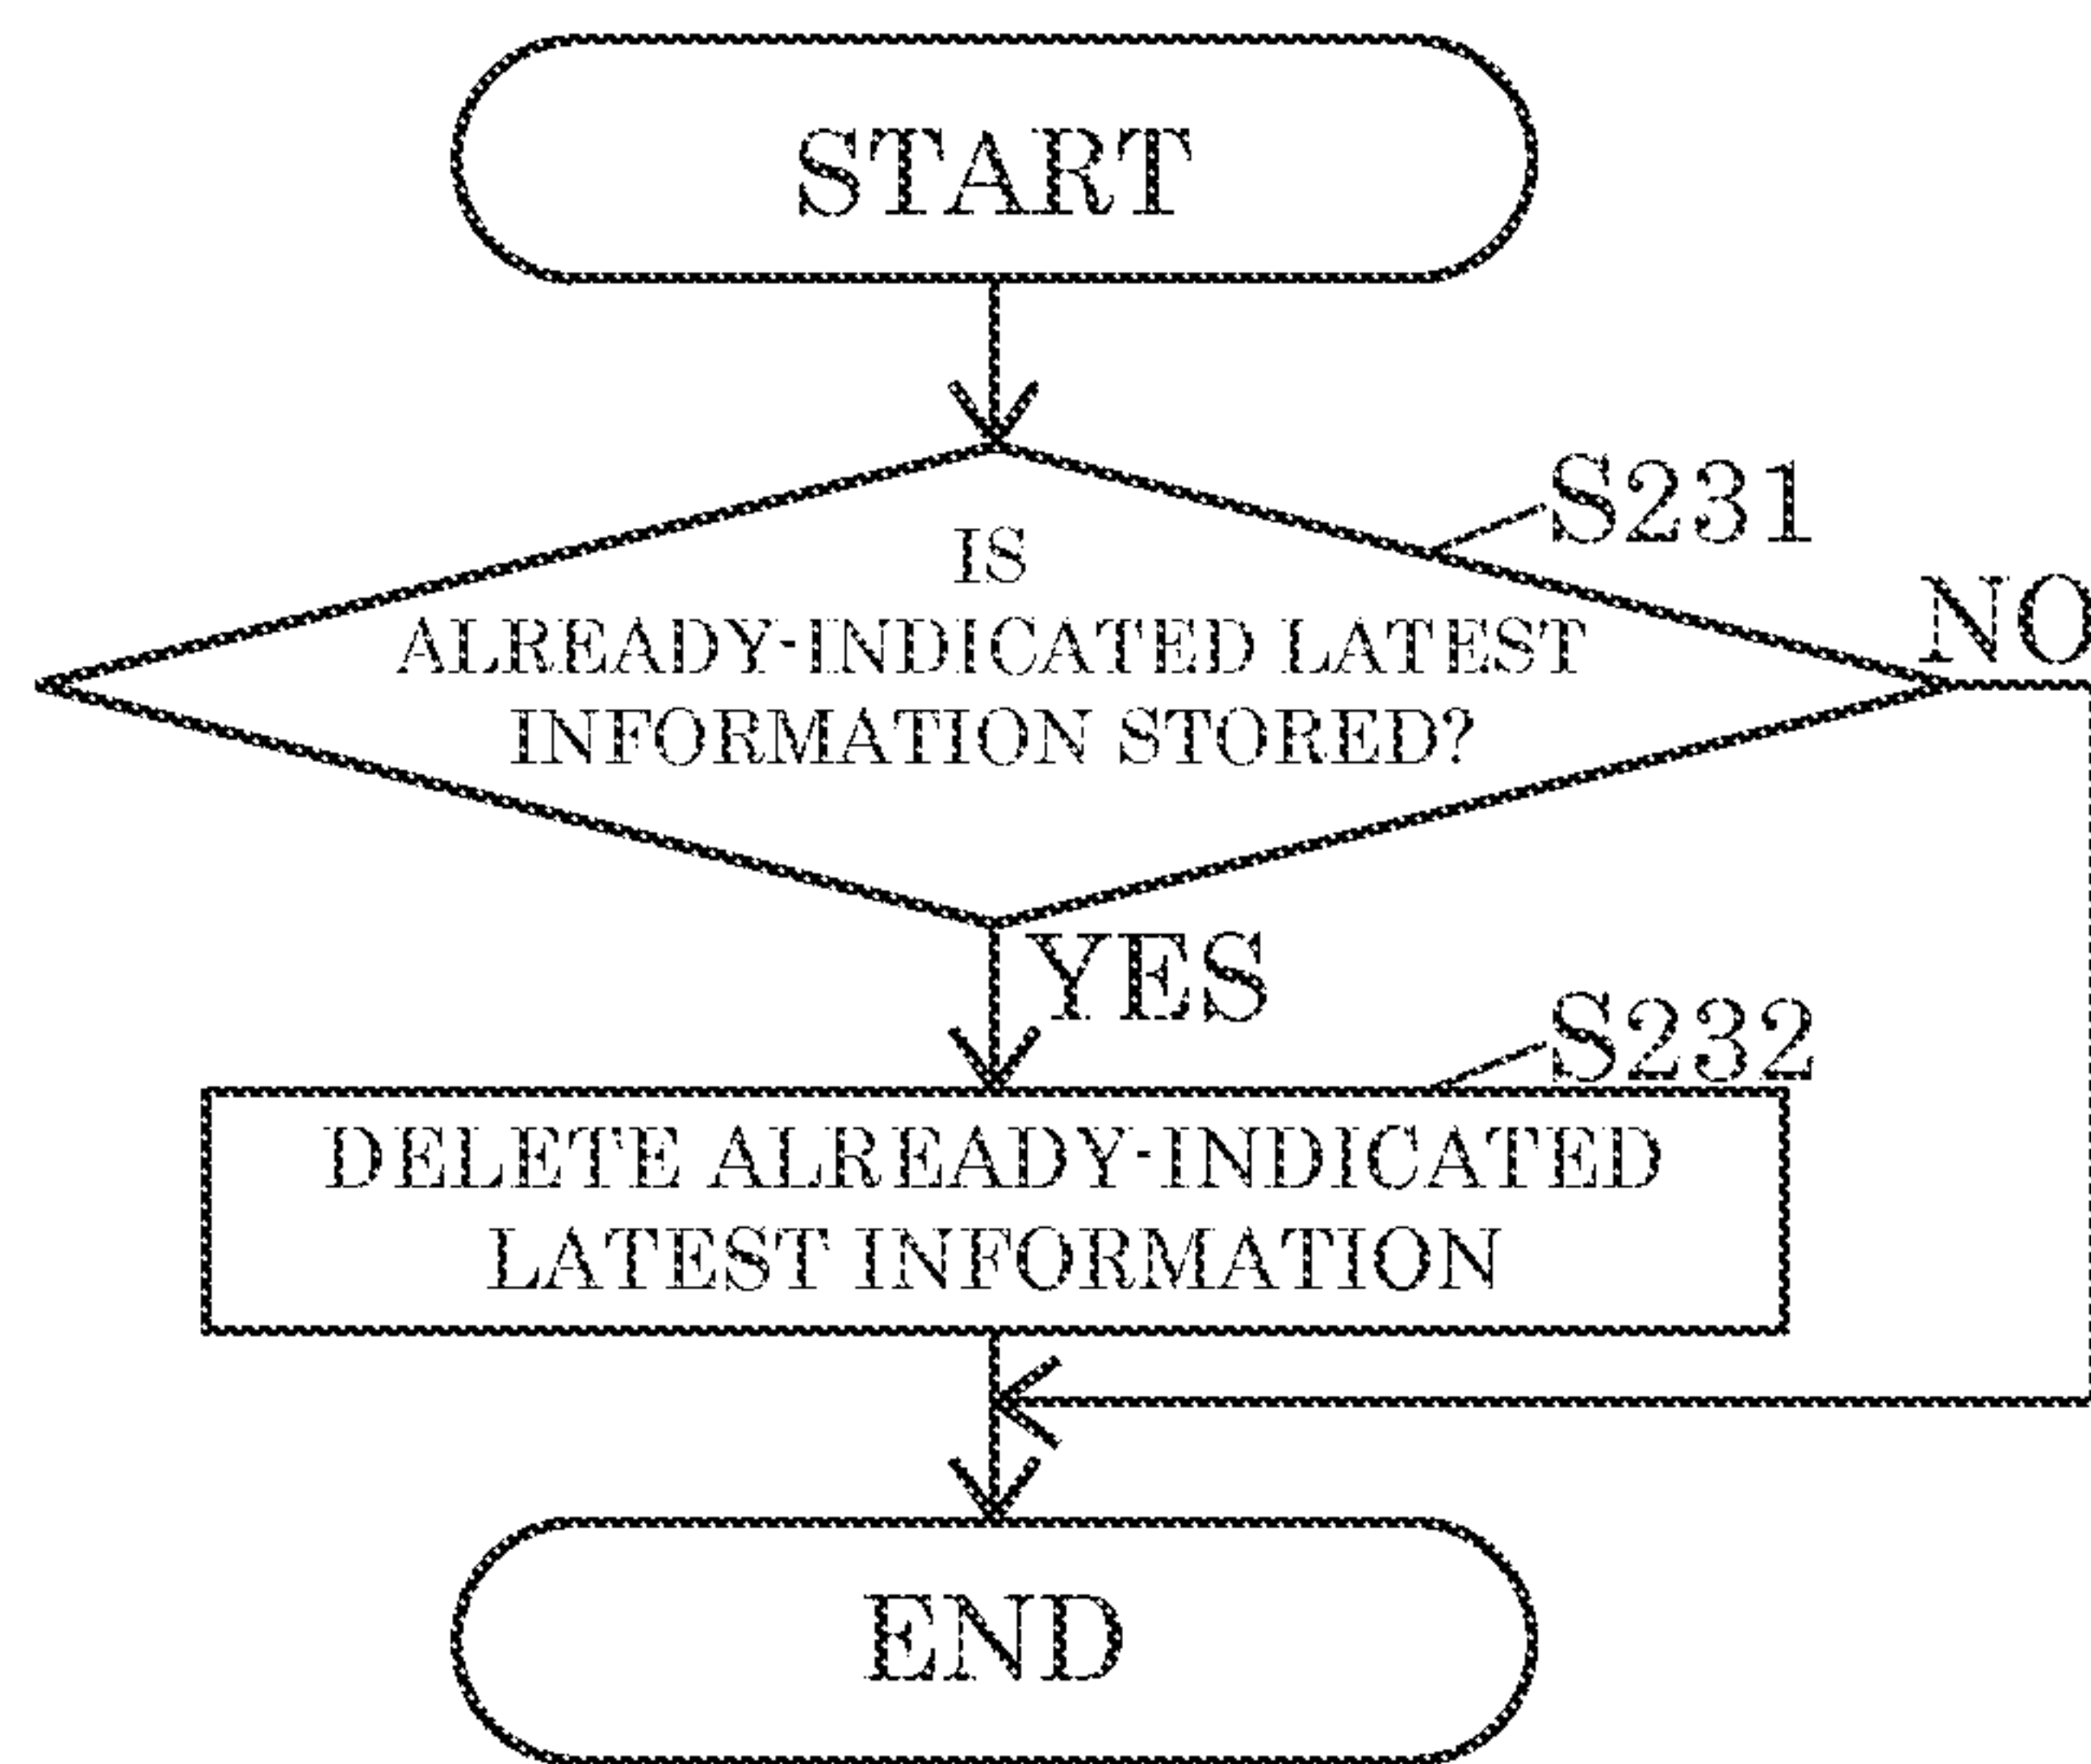 START
S231
IS
ALREADY-INDICATED LATEST
INFORMATION STORED?
NO
YES
S232
DELETE ALREADY-INDICATED
LATEST INFORMATION
END